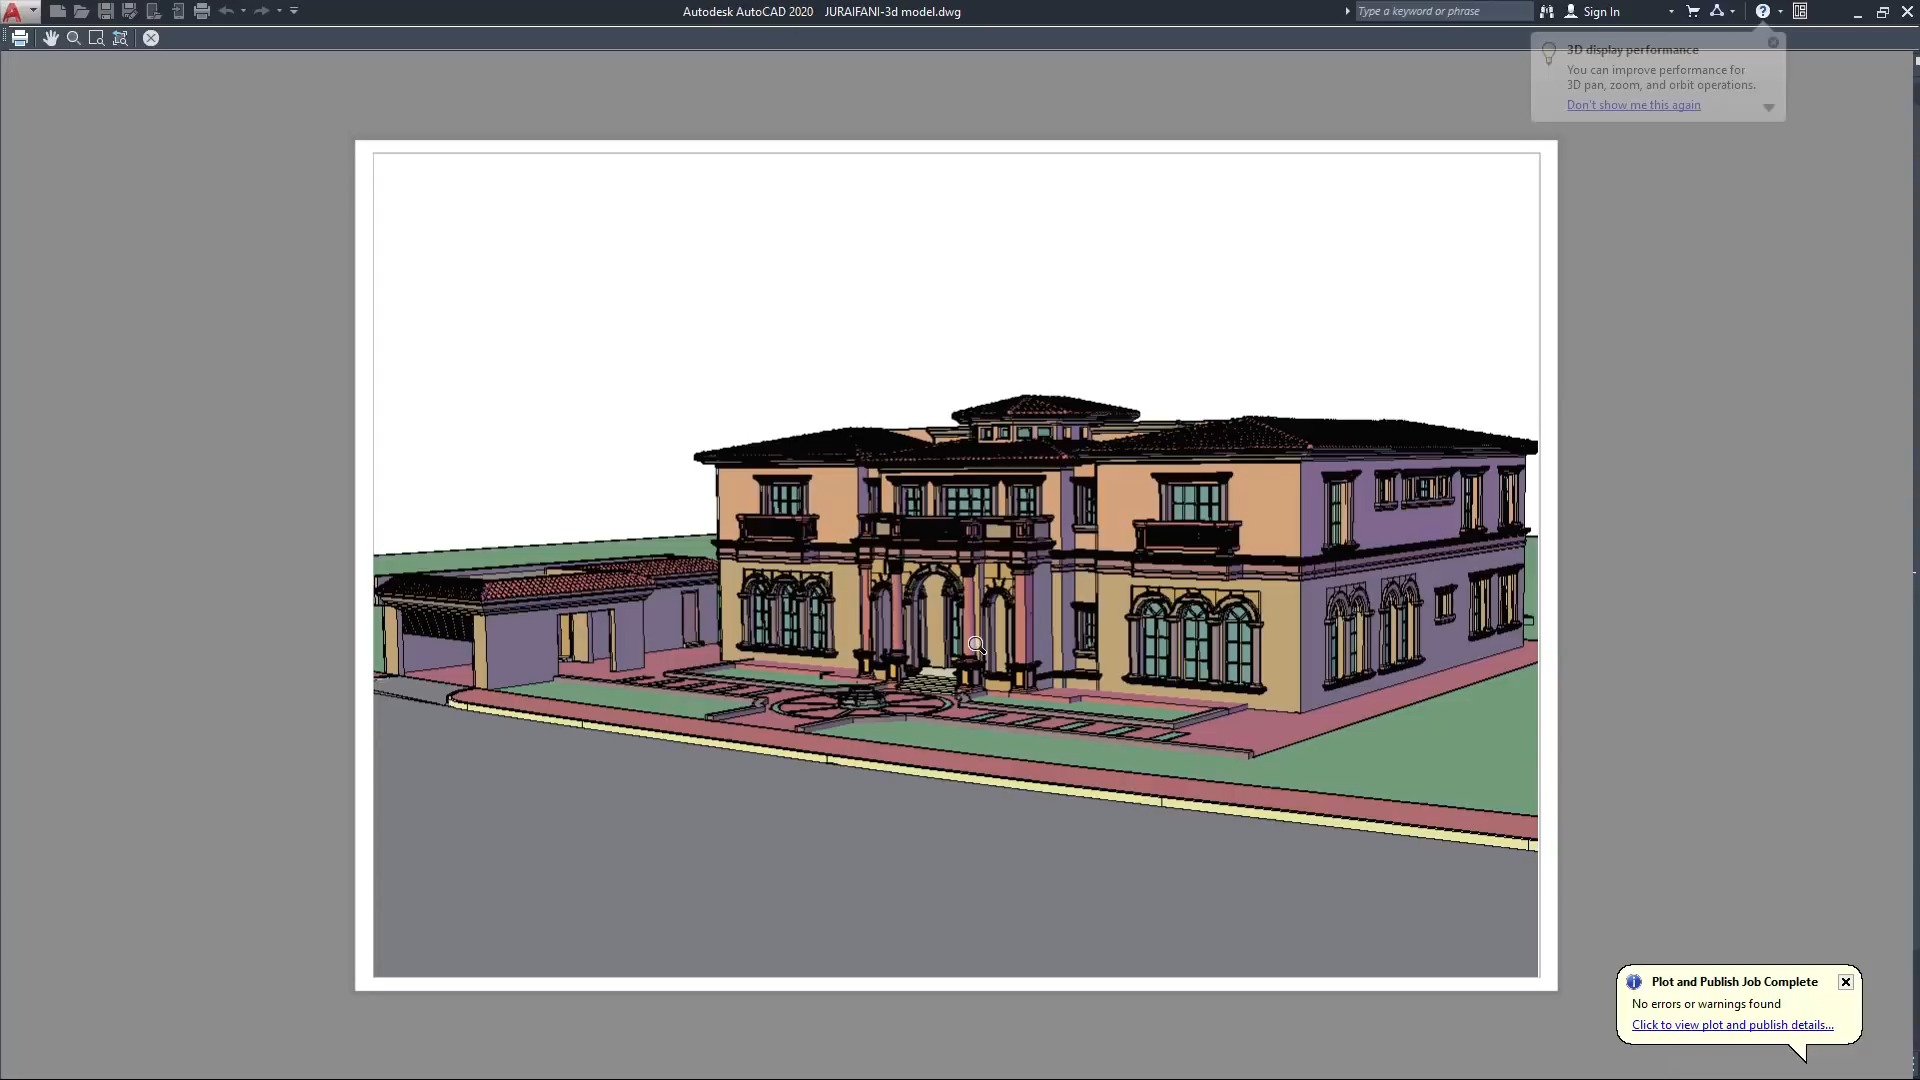 Autodesk AutoCAD 2020 JURAIFANI-3d model.dwg
Type a keyword or phrase
Sign In
3D display performance
You can improve performance for
3D pan, zoom, and orbit operations.
Don't show me this again
Plot and Publish Job Complete
No errors or warnings found
Click to view plot and publish details...